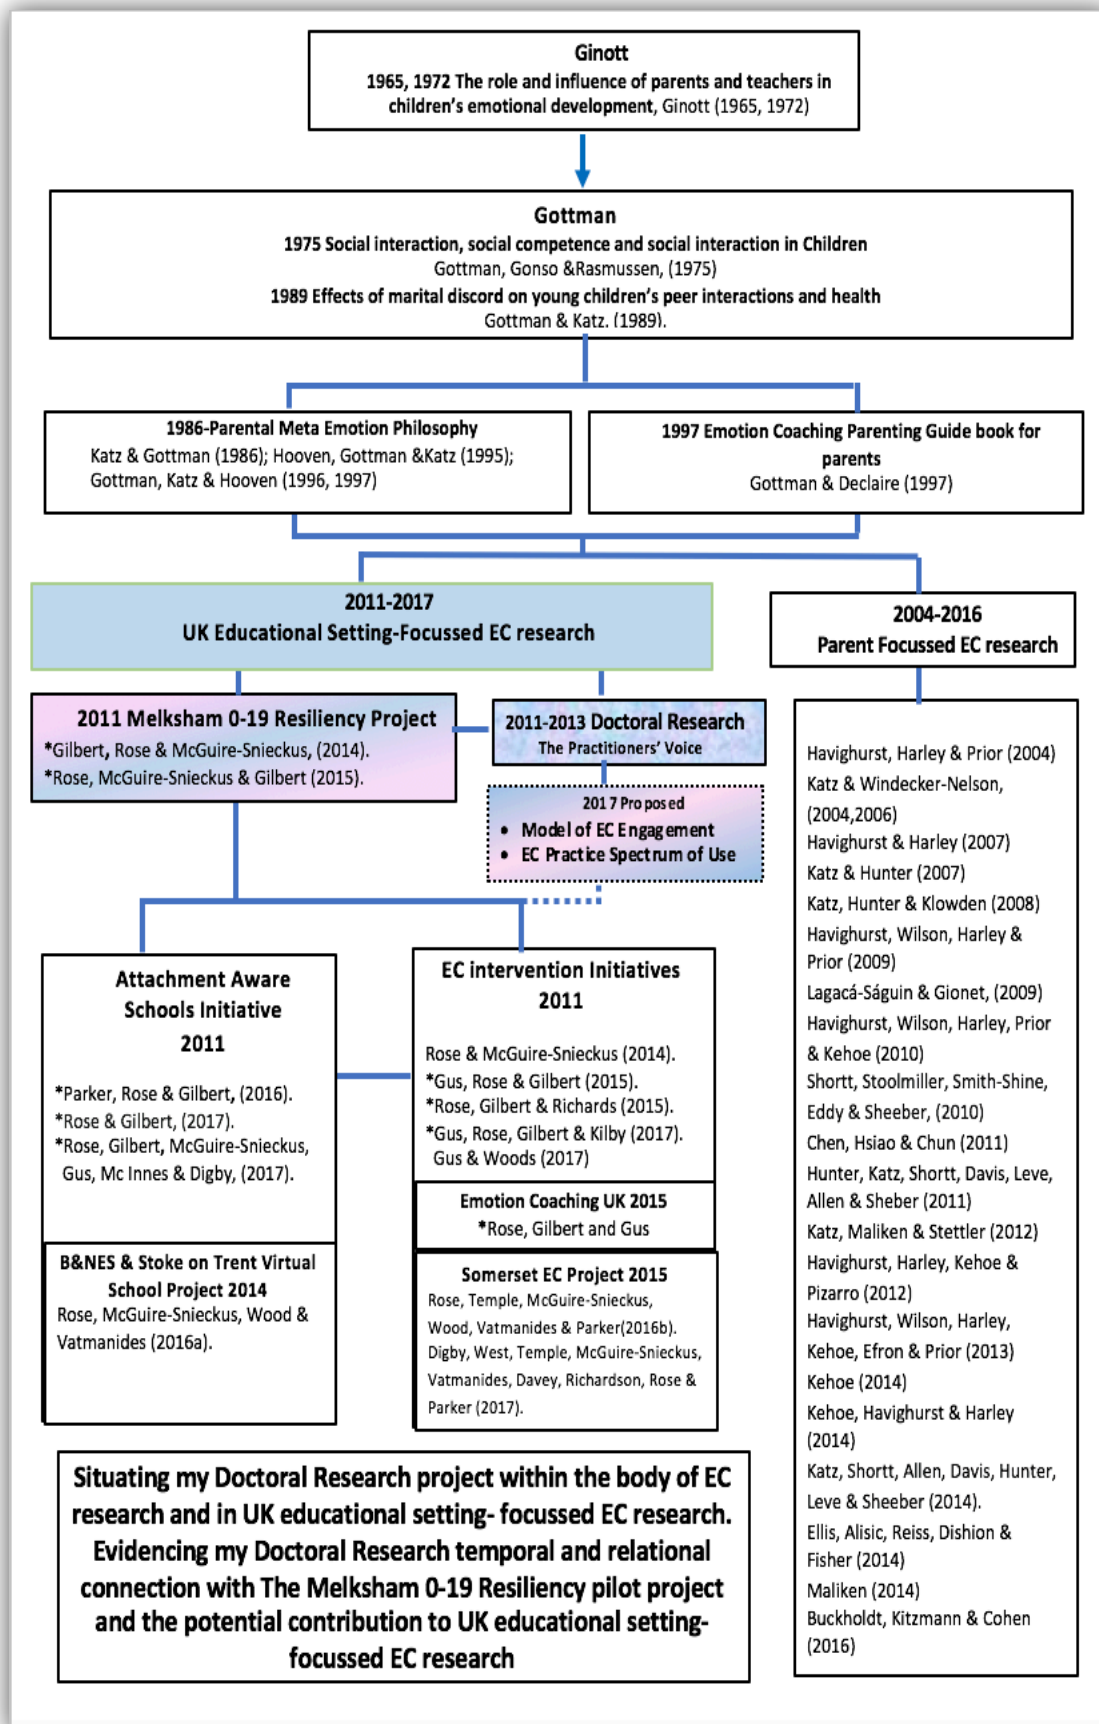 Ginott
1965, 1972 The role and influence of parents and teachers in
children's emotional development, Ginott (1965, 1972)
Gottman
1975 Social interaction, social competence and social interaction in Children
Gottman, Gonso &Rasmussen, (1975)
1989 Effects of marital discord on young children's peer interactions and health
Gottman & Katz. (1989).
1986-Parental Meta Emotion Philosophy
Katz & Gottman (1986); Hooven, Gottman &Katz (1995);
Gottman, Katz & Hooven (1996, 1997)
1997 Emotion Coaching Parenting Guide book for
parents
Gottman & Declaire (1997)
2011-2017
UK Educational Setting-Focussed EC research
2004-2016
Parent Focussed EC research
2011 Melksham 0-19 Resiliency Project
*Gilbert, Rose & McGuire-Snieckus, (2014).
*Rose, McGuire-Snieckus & Gilbert (2015).
2011-2013 Doctoral Research
The Practitioners' Voice
2017 Proposed
• Model of EC Engagement
• EC Practice Spectrum of Use
Attachment Aware
Schools Initiative
2011
*Parker, Rose & Gilbert, (2016).
*Rose & Gilbert, (2017).
*Rose, Gilbert, McGuire-Snieckus,
Gus, Mc Innes & Digby, (2017).
B&NES & Stoke on Trent Virtual
School Project 2014
Rose, McGuire-Snieckus, Wood &
Vatmanides (2016a).
EC intervention Initiatives
2011
Rose & McGuire-Snieckus (2014).
*Gus, Rose & Gilbert (2015).
*Rose, Gilbert & Richards (2015).
*Gus, Rose, Gilbert & Kilby (2017).
Gus & Woods (2017)
Emotion Coaching UK 2015
*Rose, Gilbert and Gus
Somerset EC Project 2015
Rose, Temple, McGuire-Snieckus,
Wood, Vatmanides & Parker(2016b).
Digby, West, Temple, McGuire-Snieckus,
Vatmanides, Davey, Richardson, Rose &
Parker (2017).
Havighurst, Harley & Prior (2004)
Katz & Windecker-Nelson,
(2004,2006)
Havighurst & Harley (2007)
Katz & Hunter (2007)
Katz, Hunter & Klowden (2008)
Havighurst, Wilson, Harley &
Prior (2009)
Lagacá-Ságuin & Gionet, (2009)
Havighurst, Wilson, Harley, Prior
& Kehoe (2010)
Shortt, Stoolmiller, Smith-Shine,
Eddy & Sheeber, (2010)
Chen, Hsiao & Chun (2011)
Hunter, Katz, Shortt, Davis, Leve,
Allen & Sheber (2011)
Katz, Maliken & Stettler (2012)
Havighurst, Harley, Kehoe &
Pizarro (2012)
Havighurst, Wilson, Harley,
Kehoe, Efron & Prior (2013)
Kehoe (2014)
Kehoe, Havighurst & Harley
(2014)
Katz, Shortt, Allen, Davis, Hunter,
Leve & Sheeber (2014).
Ellis, Alisic, Reiss, Dishion &
Fisher (2014)
Maliken (2014)
Buckholdt, Kitzmann & Cohen
(2016)
Situating my Doctoral Research project within the body of EC
research and in UK educational setting- focussed EC research.
Evidencing my Doctoral Research temporal and relational
connection with The Melksham 0-19 Resiliency pilot project
and the potential contribution to UK educational setting-
focussed EC research